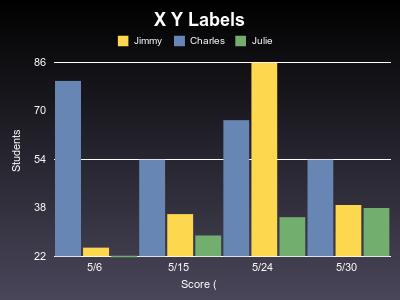 X Y Labels
Jimmy Charles Julie
86
70
54
38
22
Students
5/6 5/15 5/24 5/30
Score (